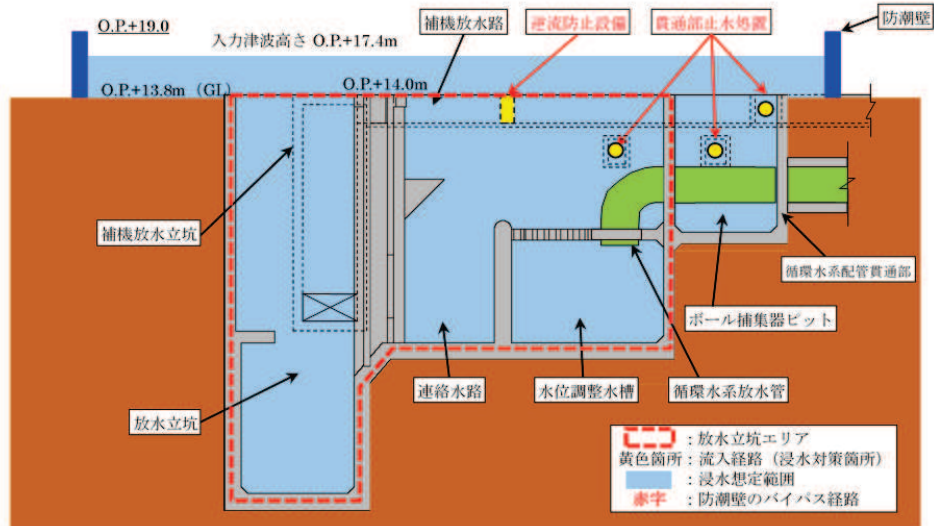 O.P.+19.0
補機放水路
逆流防止設備
貫通部止水処置
防潮壁
入力津波高さ O.P.+17.4m
O.P.+13.8m（GL）
O.P.+14.0m
補機放水立坑
循環水系配管貫通部
ボール捕集器ピット
放水立坑
連絡水路
水位調整水槽
循環水系放水管
：放水立坑エリア
黄色箇所：流入経路（浸水対策箇所）
：浸水想定範囲
赤字：防潮壁のバイパス経路